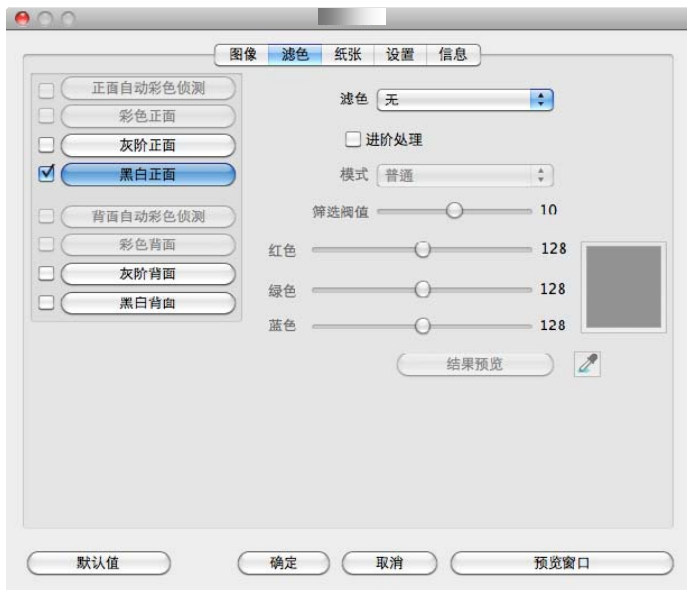 图像 滤色 纸张 设置 信息
正面自动彩色侦测
彩色正面
灰阶正面
黑白正面
背面自动彩色侦测
彩色背面
灰阶背面
黑白背面
滤色 无
进阶处理
模式 普通
筛选阀值 10
红色 128
绿色 128
蓝色 128
结果预览
默认值 确定 取消 预览窗口